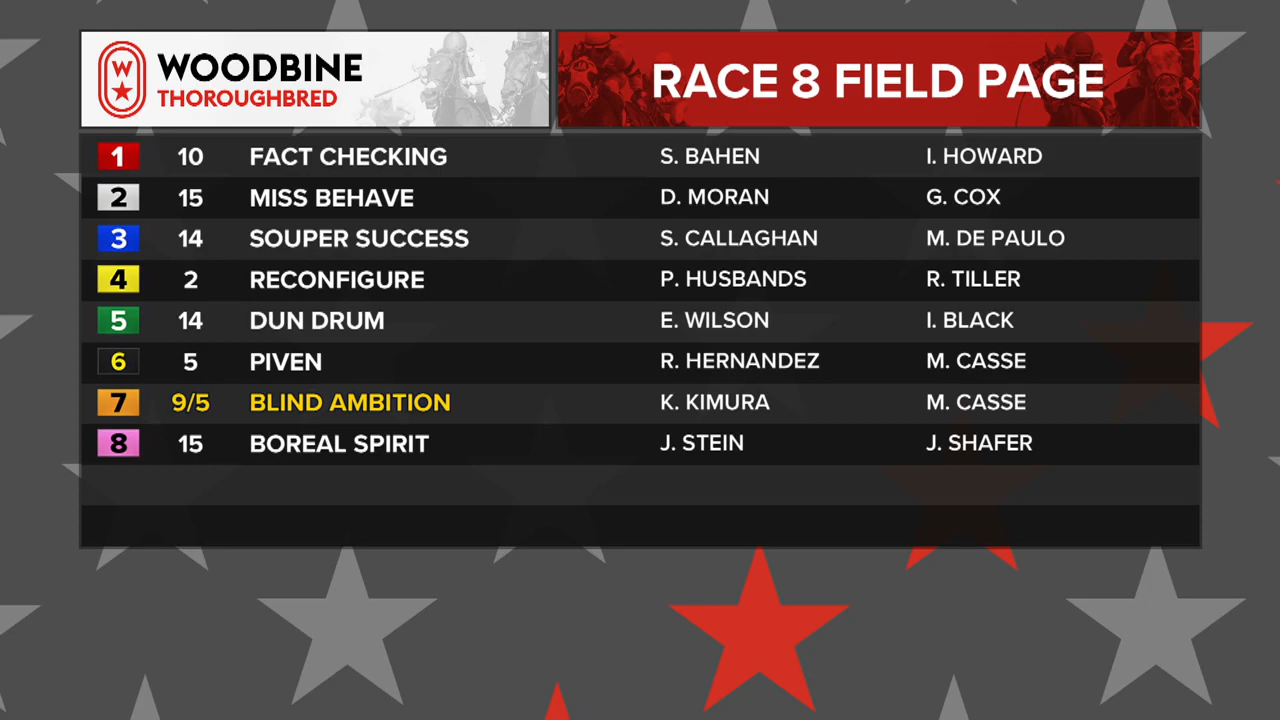 W
WOODBINE
THOROUGHBRED
RACE 8 FIELD PAGE
1 10 FACT CHECKING S. BAHEN I. HOWARD
2 15 MISS BEHAVE D. MORAN G. COX
3 14 SOUPER SUCCESS S. CALLAGHAN M. DE PAULO
4 2 RECONFIGURE P. HUSBANDS R. TILLER
5 14 DUN DRUM E. WILSON I. BLACK
6 5 PIVEN R. HERNANDEZ M. CASSE
7 9/5 BLIND AMBITION K. KIMURA M. CASSE
8 15 BOREAL SPIRIT J. STEIN J. SHAFER